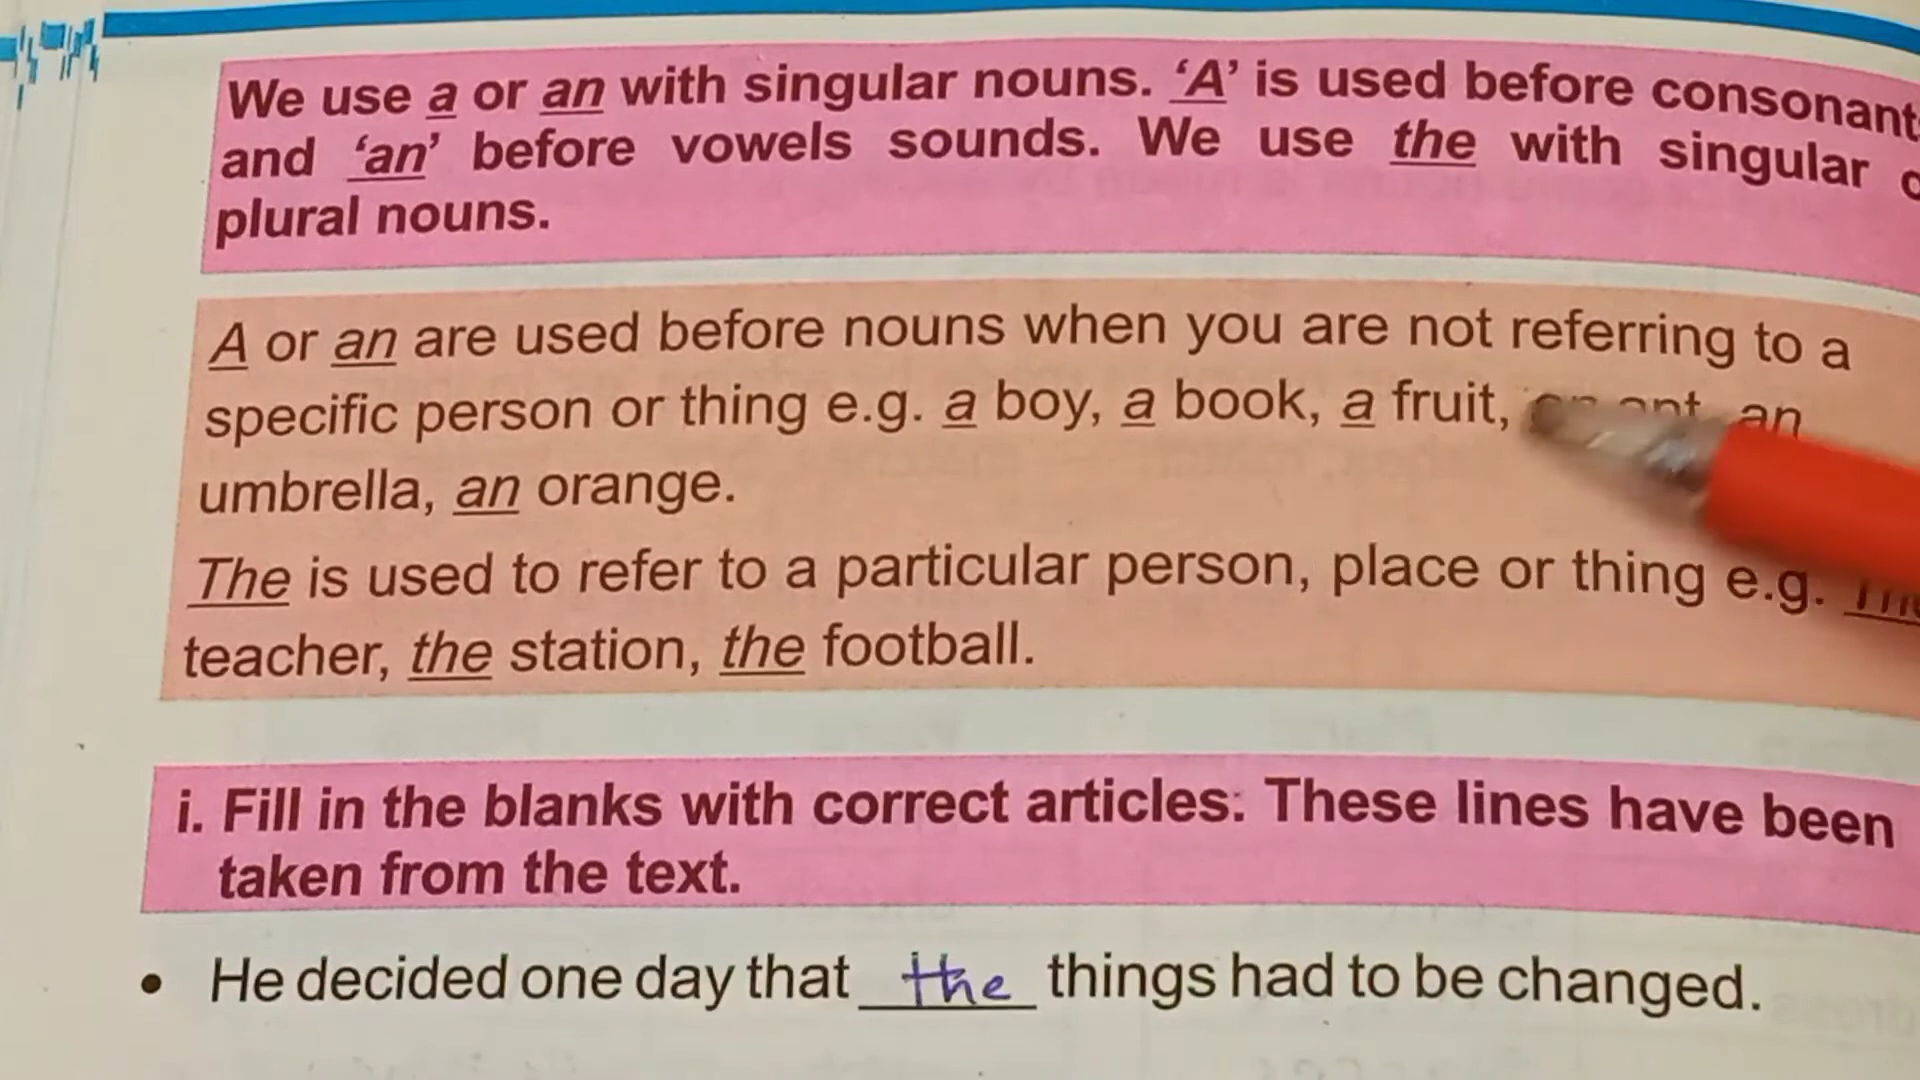 We use a or an with singular nouns. ‘A’ is used before consonant
and ‘an’ before vowels sounds. We use the with singular
plural nouns.
A or an are used before nouns when you are not referring to a
specific person or thing e.g. a boy, a book, a fruit, an ant, an
umbrella, an orange.
The is used to refer to a particular person, place or thing e.g. The
teacher, the station, the football.
i. Fill in the blanks with correct articles. These lines have been
taken from the text.
• He decided one day that the things had to be changed.